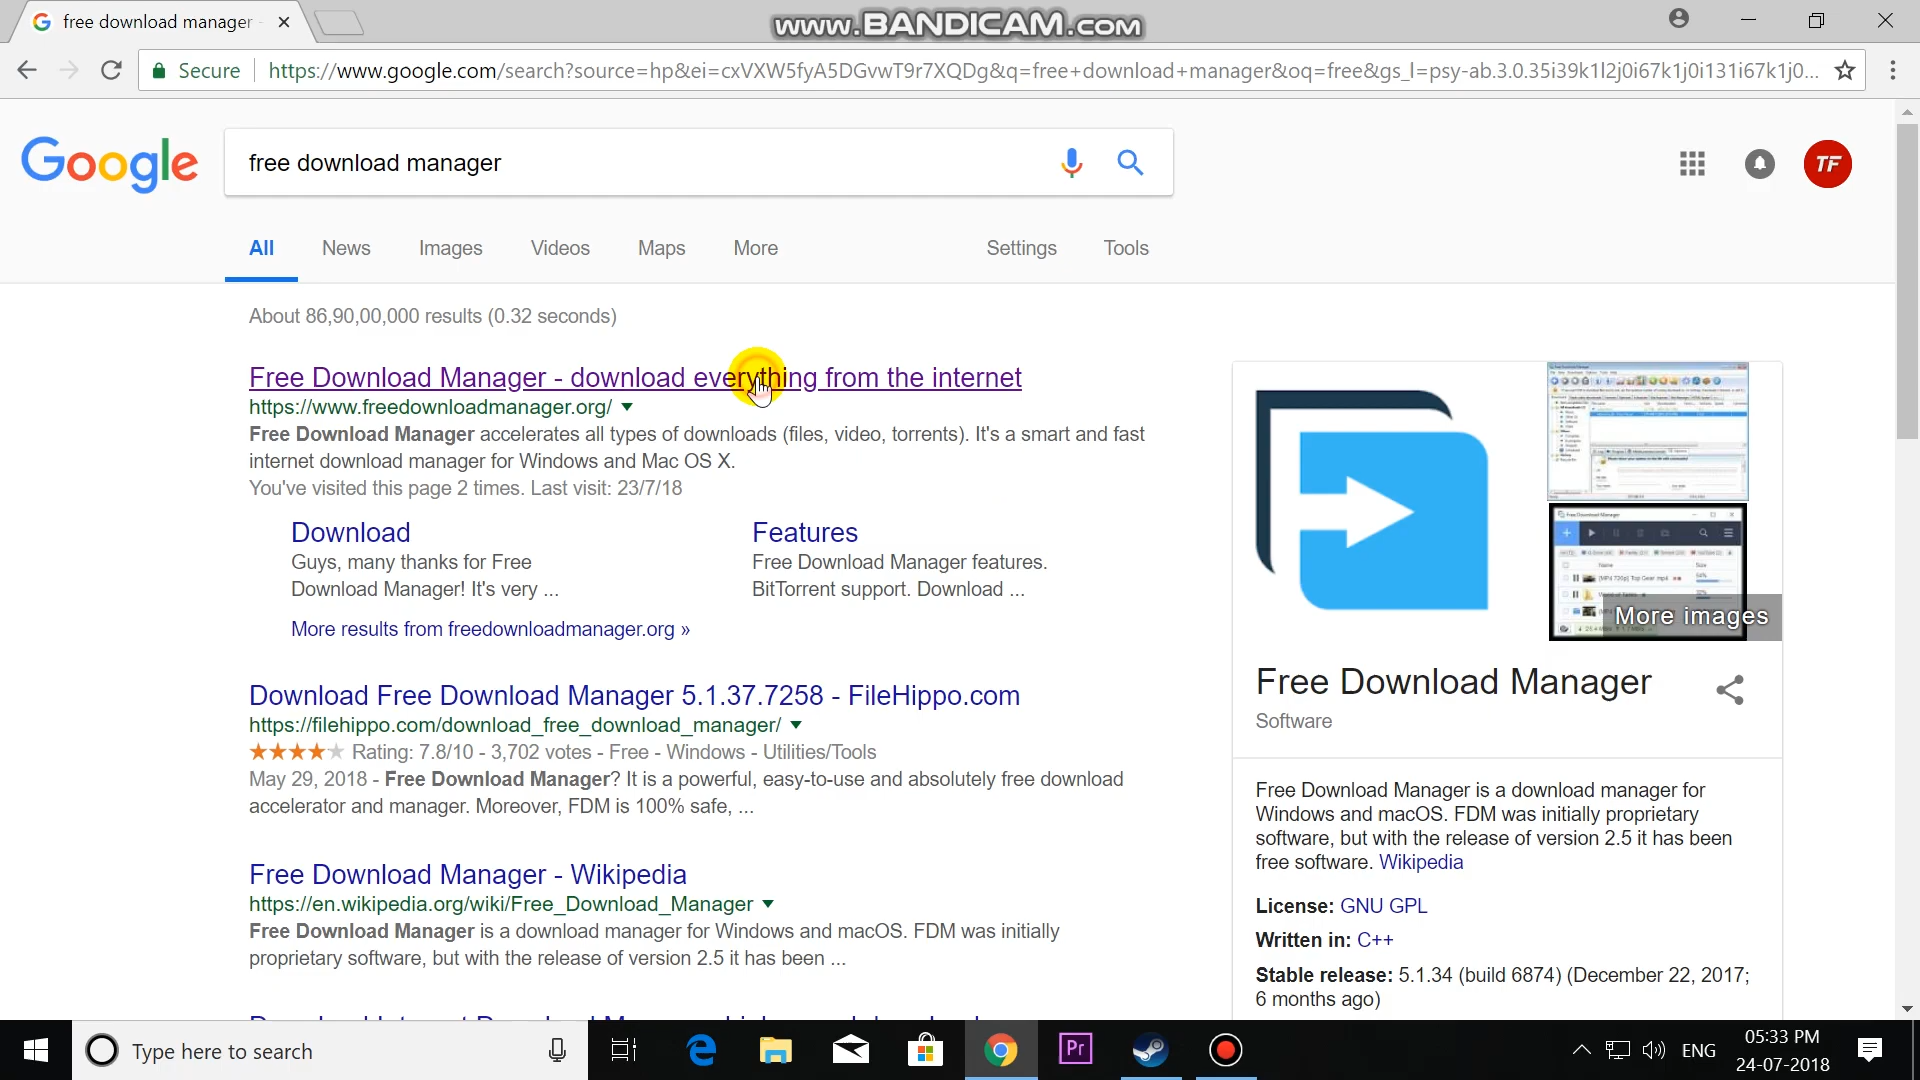 free download manager
www.BANDICAM.com
Secure
https://www.google.com/search?source=hp&ei=cxVXW5fyA5DGvwT9r7XQDg&q=free+download+manager&oq=free&gs_l=psy-ab.3.0.35i39k1l2j0i67k1j0i131i67k1j0...
Google
free download manager
TF
All News Images Videos Maps More Settings Tools
About 86,90,00,000 results (0.32 seconds)
Free Download Manager - download everything from the internet
https://www.freedownloadmanager.org/
Free Download Manager accelerates all types of downloads (files, video, torrents). It's a smart and fast
internet download manager for Windows and Mac OS X.
You've visited this page 2 times. Last visit: 23/7/18
Download
Guys, many thanks for Free
Download Manager! It's very ...
Features
Free Download Manager features.
BitTorrent support. Download ...
More results from freedownloadmanager.org »
Download Free Download Manager 5.1.37.7258 - FileHippo.com
https://filehippo.com/download_free_download_manager/
Rating: 7.8/10 - 3,702 votes - Free - Windows - Utilities/Tools
May 29, 2018 - Free Download Manager? It is a powerful, easy-to-use and absolutely free download
accelerator and manager. Moreover, FDM is 100% safe, ...
Free Download Manager - Wikipedia
https://en.wikipedia.org/wiki/Free_Download_Manager
Free Download Manager is a download manager for Windows and macOS. FDM was initially
proprietary software, but with the release of version 2.5 it has been ...
More images
Free Download Manager
Software
Free Download Manager is a download manager for
Windows and macOS. FDM was initially proprietary
software, but with the release of version 2.5 it has been
free software. Wikipedia
License: GNU GPL
Written in: C++
Stable release: 5.1.34 (build 6874) (December 22, 2017;
6 months ago)
Type here to search
Pr
ENG
05:33 PM
24-07-2018